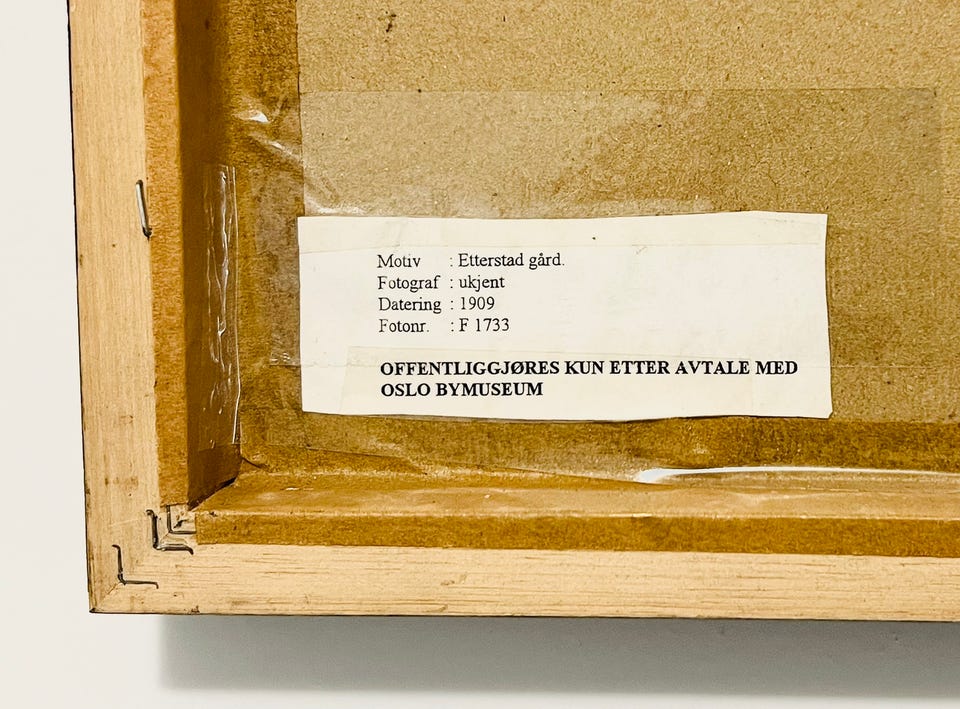 Motiv : Etterstad gård.
Fotograf : ukjent
Datering : 1909
Fotonr. : F 1733
OFFENTLIGGJØRES KUN ETTER AVTALE MED
OSLO BYMUSEUM